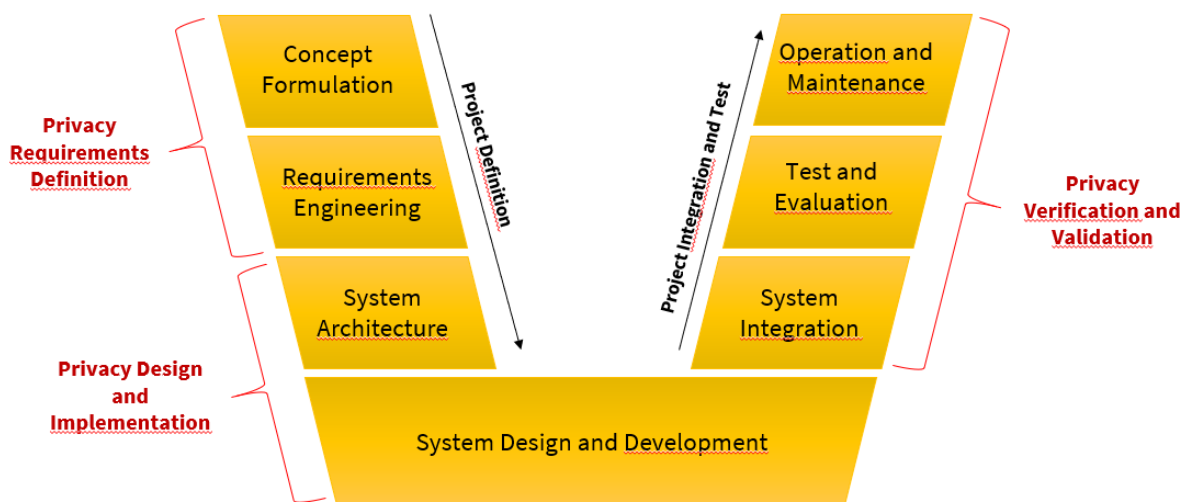 Concept
Formulation
Requirements
Engineering
System
Architecture
System Design and Development
System
Integration
Test and
Evaluation
Operation and
Maintenance
Project Definition
Project Integration and Test
Privacy
Requirements
Definition
Privacy Design
and
Implementation
Privacy
Verification and
Validation